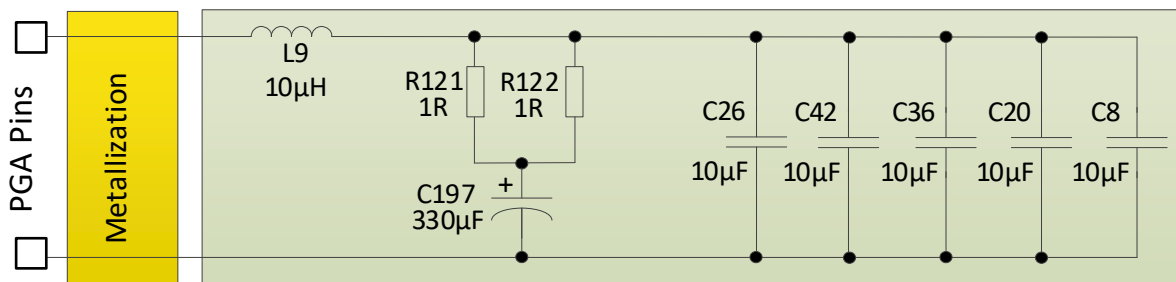 PGA Pins
Metallization
L9
10µH
R121
1R
R122
1R
+
C197
330µF
C26
10µF
C42
10µF
C36
10µF
C20
10µF
C8
10µF